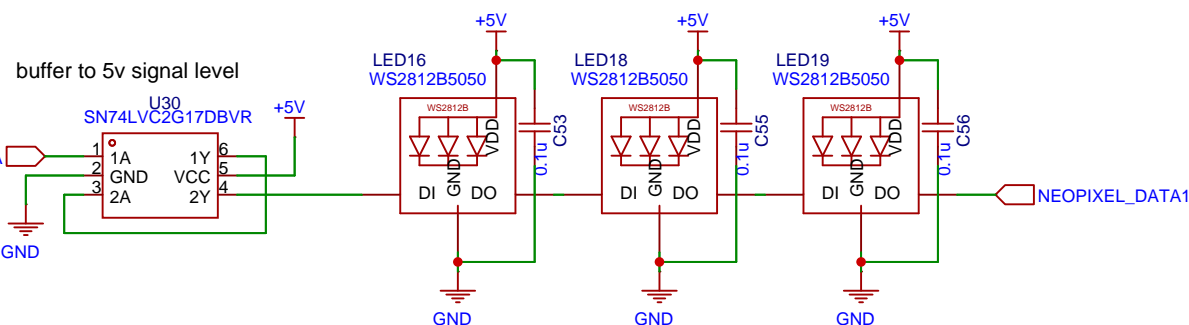 buffer to 5v signal level
U30
SN74LVC2G17DBVR
+5V
A
1 1A 1Y 6
2 GND VCC 5
3 2A 2Y 4
GND
+5V
LED16
WS2812B5050
WS2812B
VDD
GND
DI DO
C53
0.1u
GND
+5V
LED18
WS2812B5050
WS2812B
VDD
GND
DI DO
C55
0.1u
GND
+5V
LED19
WS2812B5050
WS2812B
VDD
GND
DI DO
C56
0.1u
GND
NEOPIXEL_DATA1